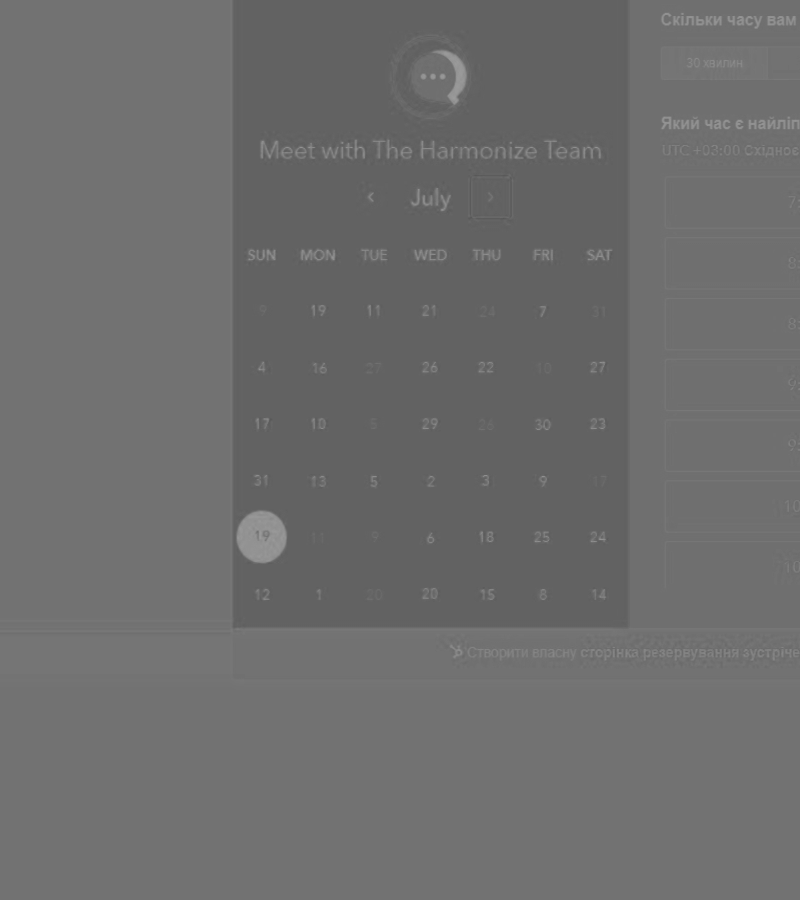 Скільки часу вам
30 хвилин
Meet with The Harmonize Team
Який час є найліп
UTC +03:00 Східноє
July
SUN MON TUE WED THU FRI SAT
9 19 11 21 24 7 31
4 16 27 26 22 10 27
17 10 5 29 26 30 23
31 13 5 2 3 9 17
19 11 9 6 18 25 24
12 1 20 20 15 8 14
8:
8:
9:
9:
10
10
Створити власну сторінка резервування зустріче